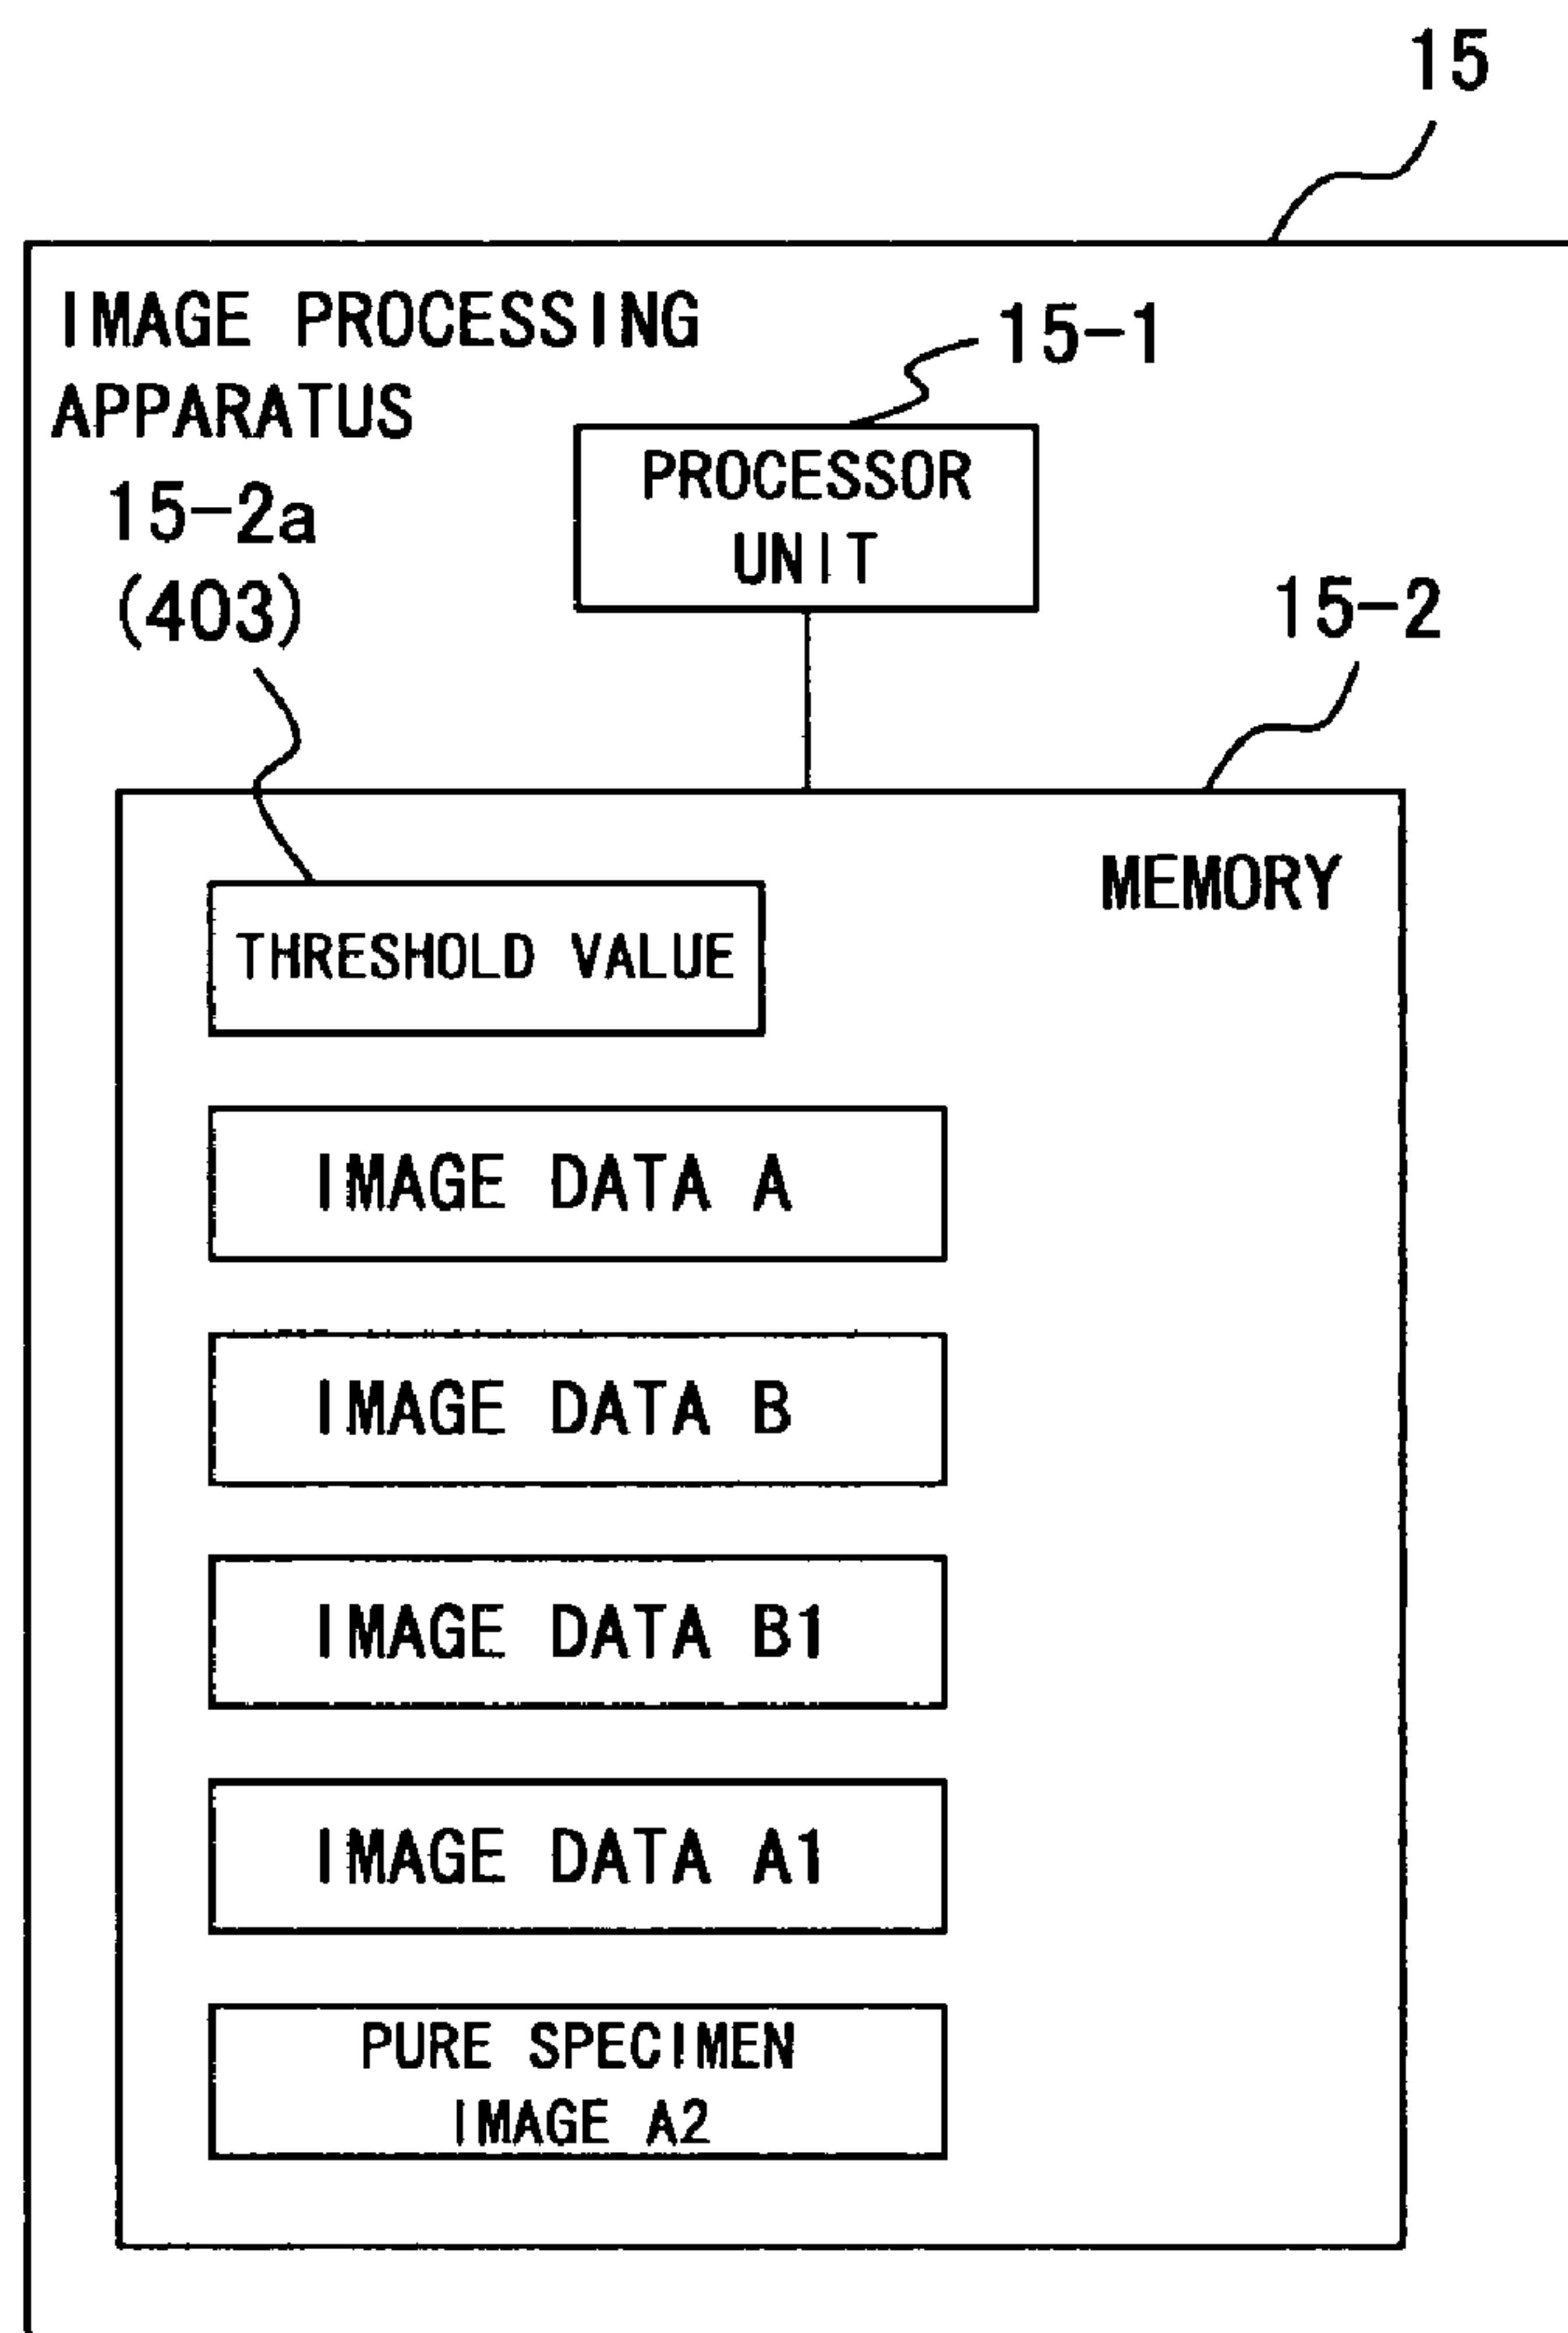 15
IMAGE PROCESSING
APPARATUS
15-1
PROCESSOR
UNIT
15-2a
(403)
15-2
MEMORY
THRESHOLD VALUE
IMAGE DATA A
IMAGE DATA B
IMAGE DATA B1
IMAGE DATA A1
PURE SPECIMEN
IMAGE A2